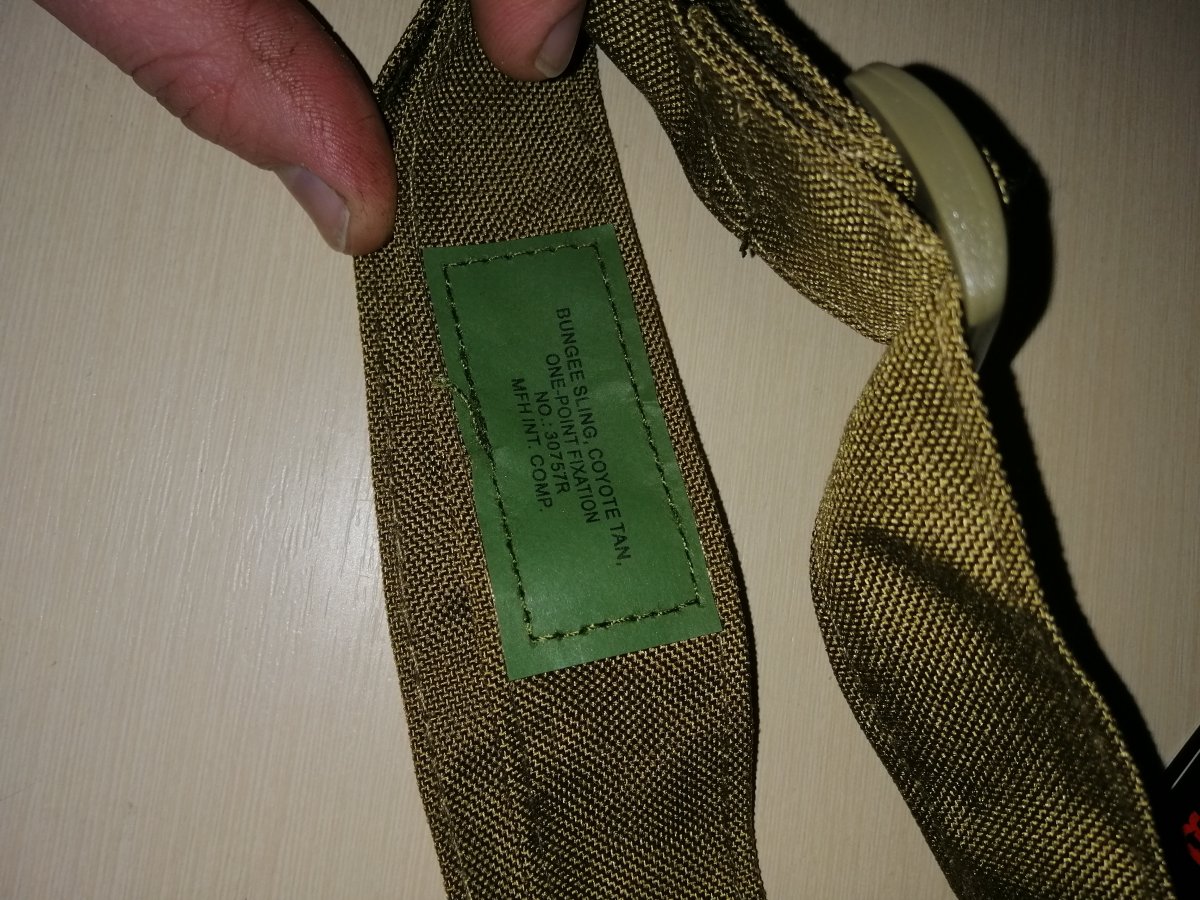 BUNGEE SLING, COYOTE TAN,
ONE-POINT FIXATION
NO.: 30757R
MFH INT. COMP.